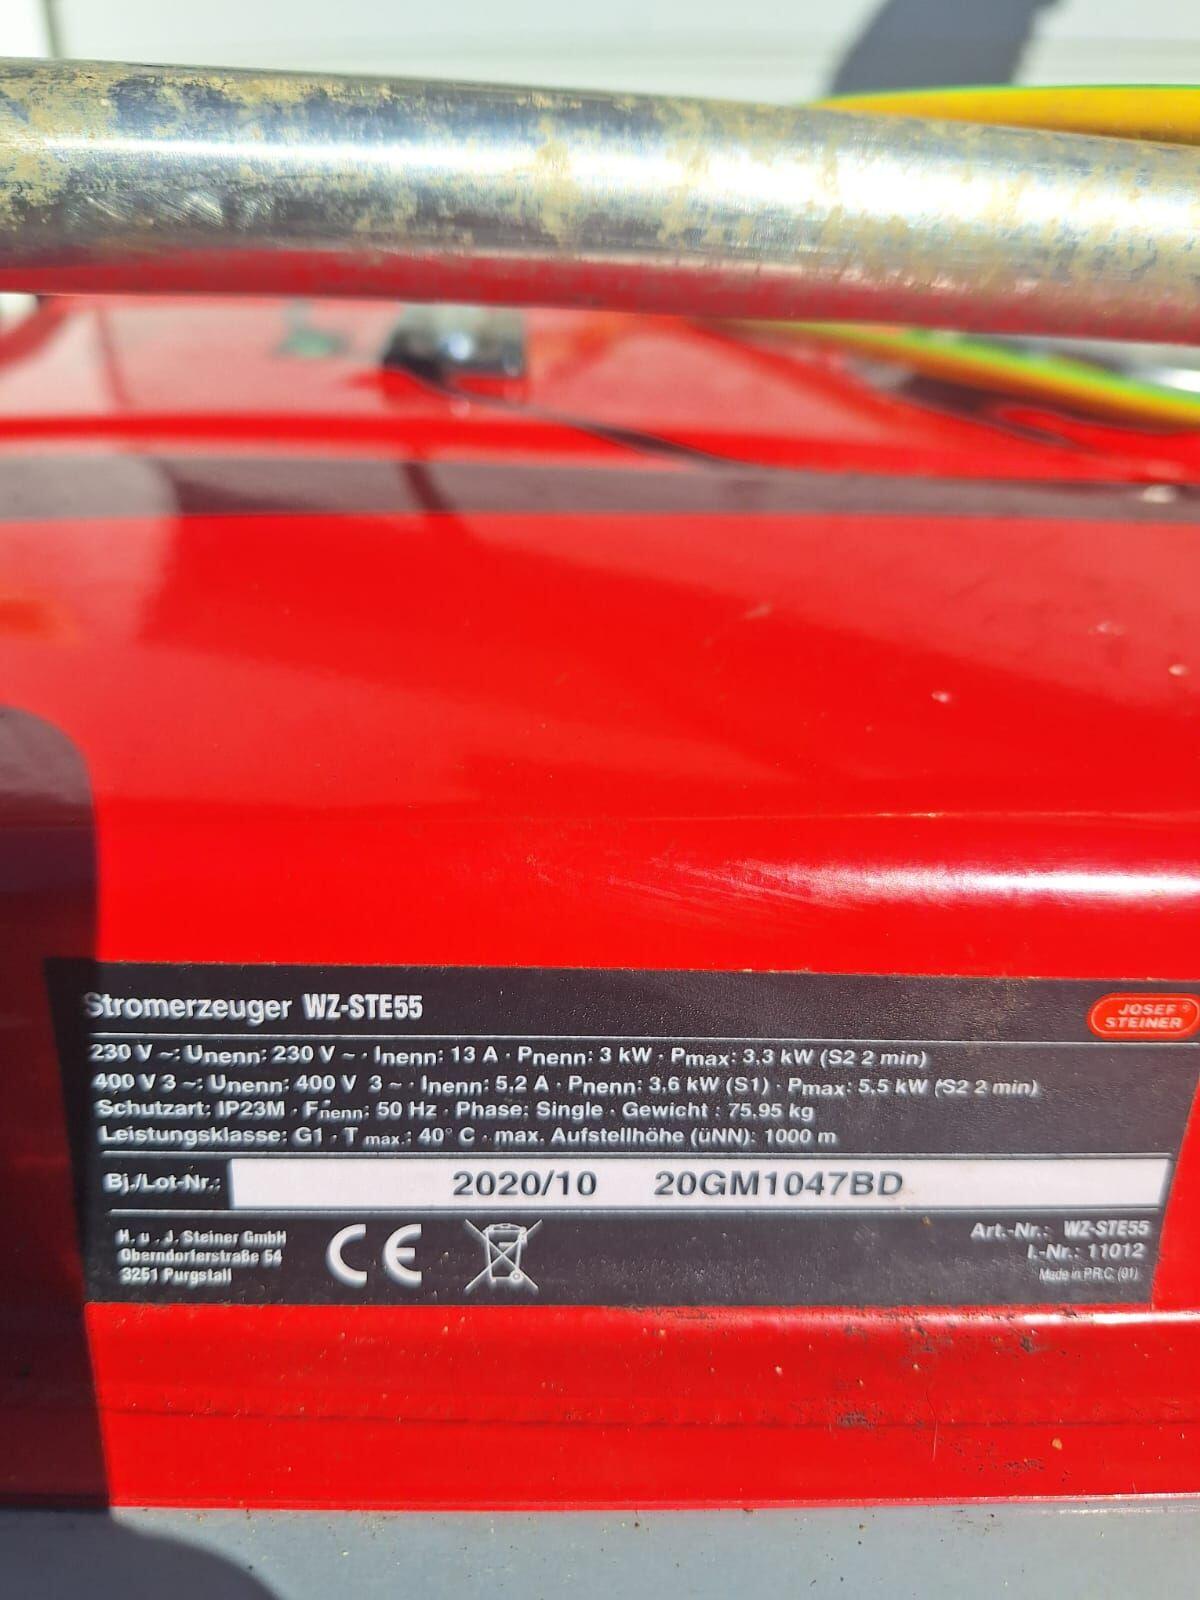 Stromerzeuger WZ-STE55
JOSEF
STEINER
230 V ~: Unenn: 230 V ~ · Inenn: 13 A · Pnenn: 3 kW · Pmax: 3,3 kW (S2 2 min)
400 V 3 ~: Unenn: 400 V 3 ~ · Inenn: 5,2 A · Pnenn: 3,6 kW (S1) · Pmax: 5,5 kW (S2 2 min)
Schutzart: IP23M · Fnenn: 50 Hz · Phase: Single · Gewicht : 75,95 kg
Leistungsklasse: G1 · T max.: 40° C · max. Aufstellhöhe (üNN): 1000 m
Bj./Lot-Nr.: 2020/10 20GM1047BD
H. u. J. Steiner GmbH
Oberndorferstraße 54
3251 Purgstall
CE
Art.-Nr.: WZ-STE55
I.-Nr.: 11012
Made in P.R.C (01)